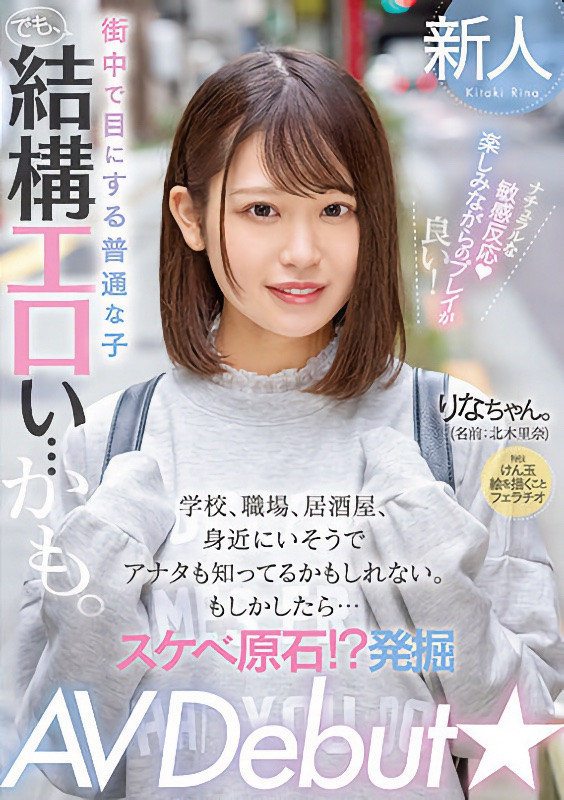 でも、
結構エロい…かも。
街中で目にする普通な子
新人
Kitaki Rina
ナチュラルな
敏感反応♥
楽しみながらのプレイが
良い!
りなちゃん。
(名前:北木里奈)
特技
けん玉
絵を描くこと
フェラチオ
学校、職場、居酒屋、
身近にいそうで
アナタも知ってるかもしれない。
もしかしたら…
スケベ原石!?発掘
AV Debut★